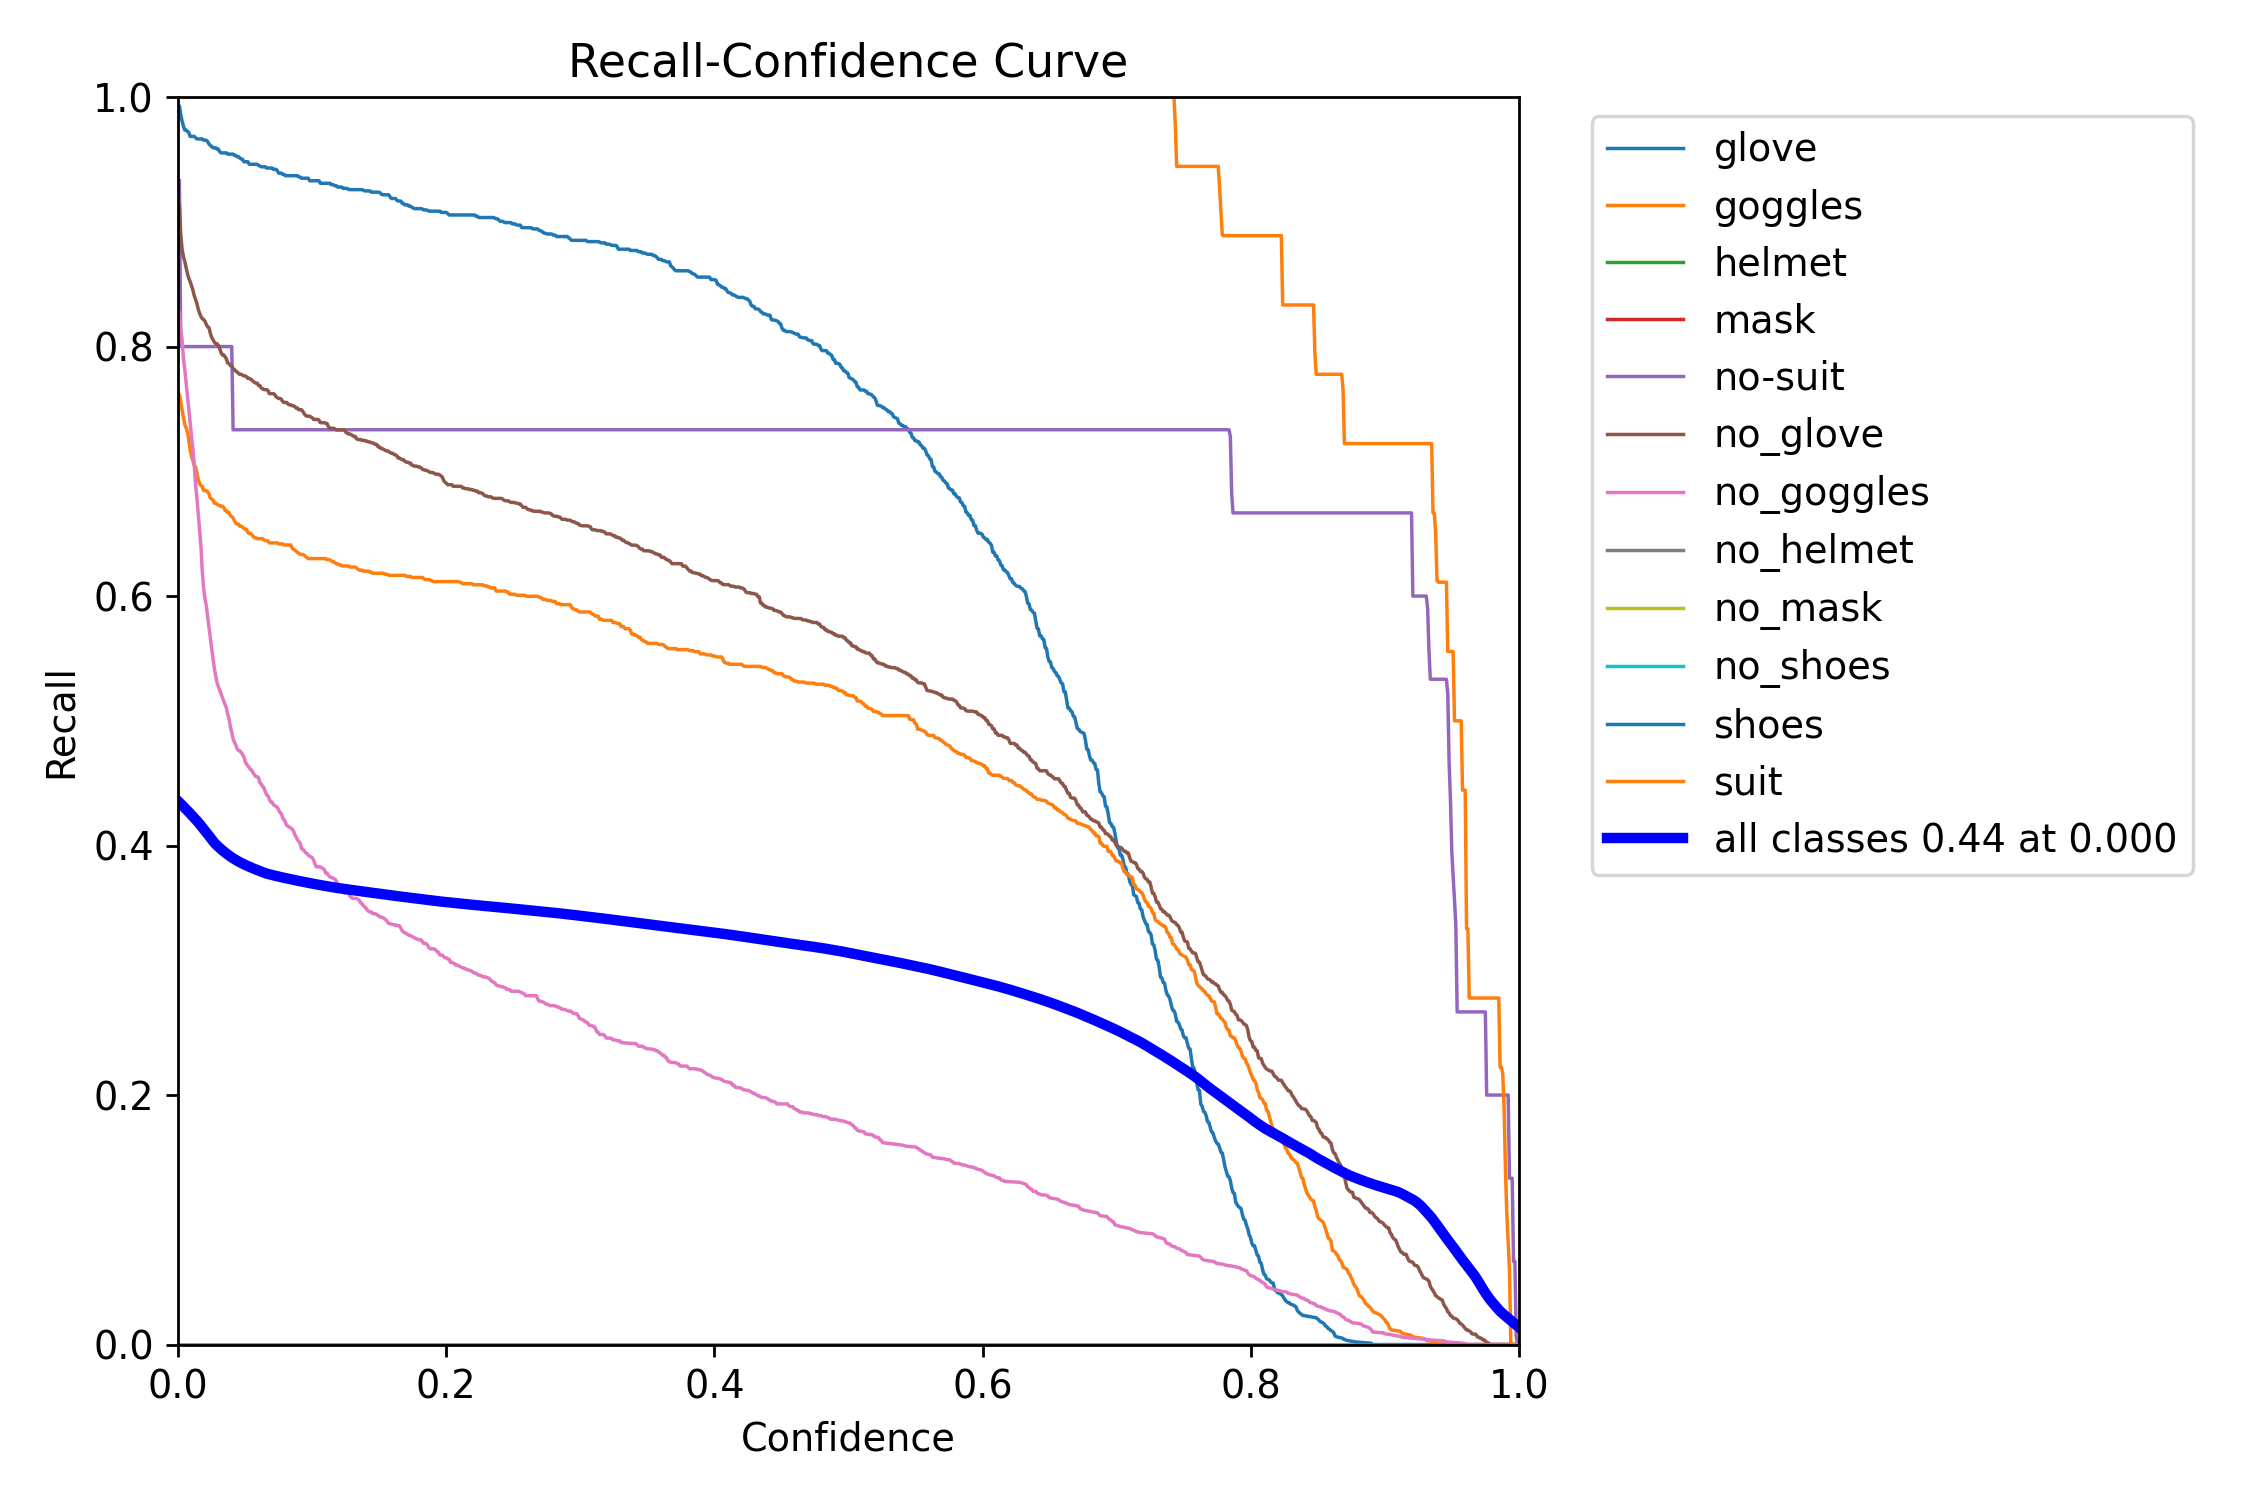 Recall-Confidence Curve
1.0
0.8
0.6
0.4
0.2
0.0
Recall
0.0 0.2 0.4 0.6 0.8 1.0
Confidence
glove
goggles
helmet
mask
no-suit
no_glove
no_goggles
no_helmet
no_mask
no_shoes
shoes
suit
all classes 0.44 at 0.000